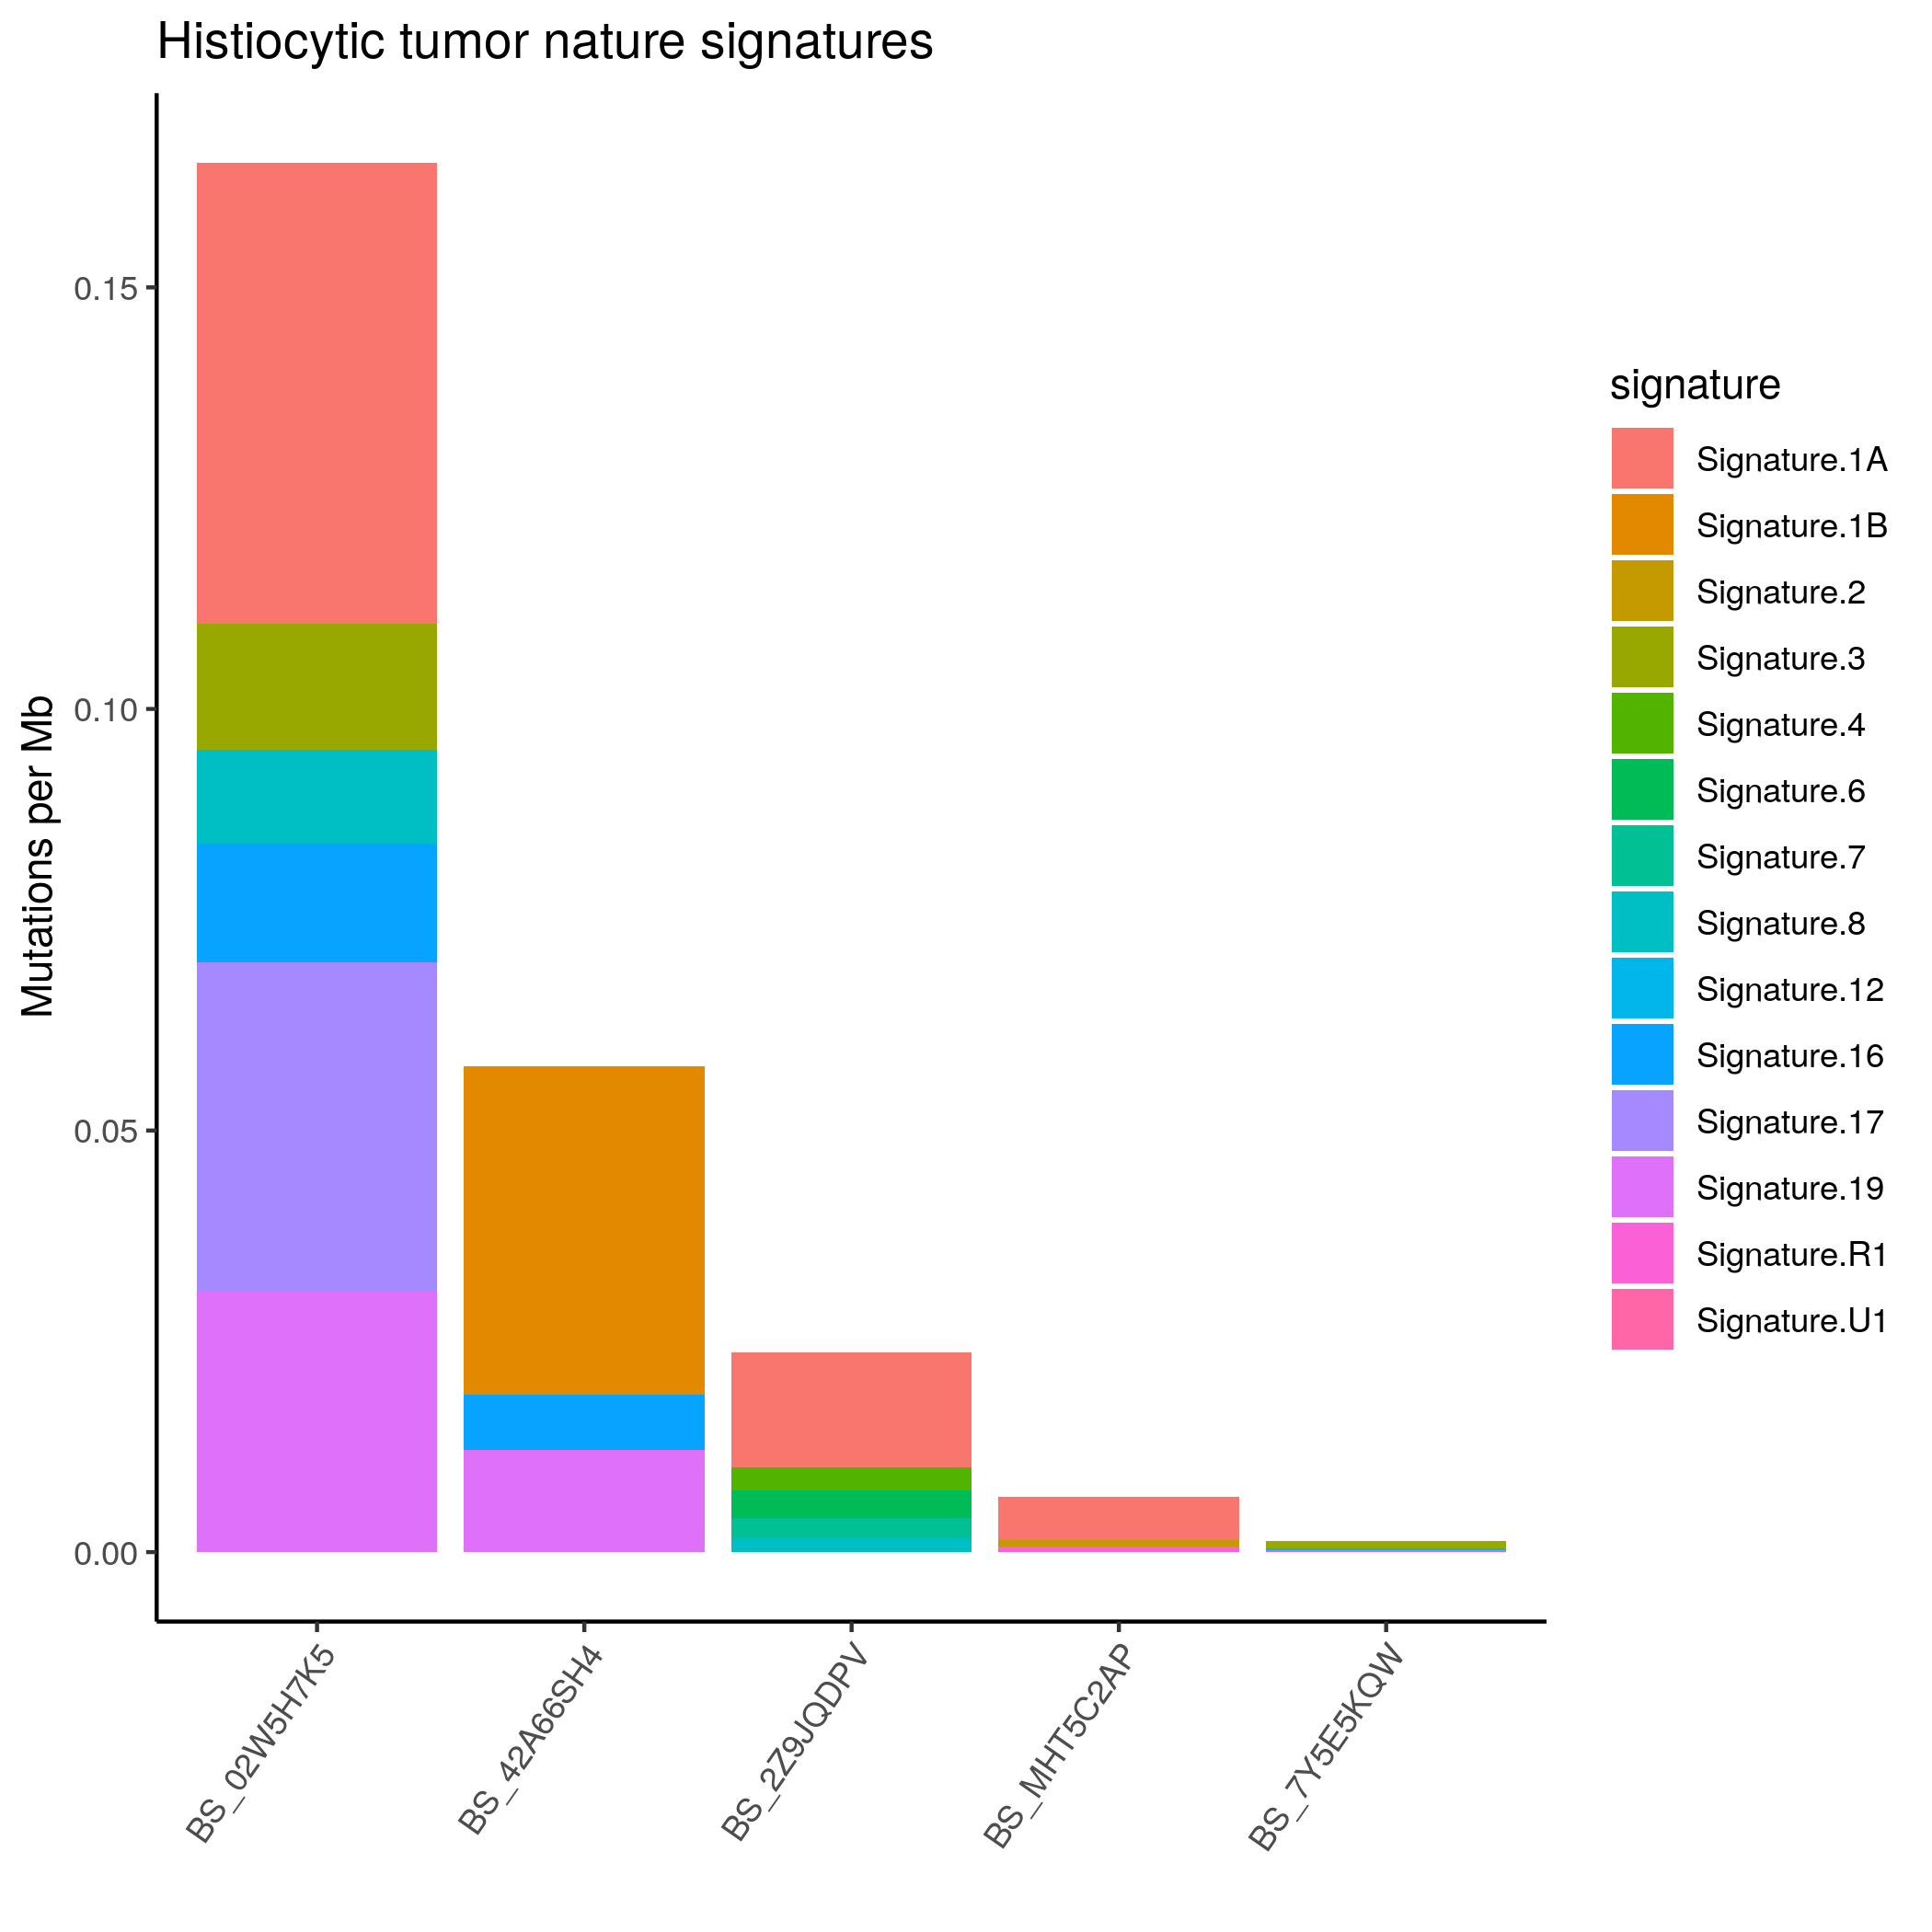 Histiocytic tumor nature signatures
Mutations per Mb
0.15
0.10
0.05
0.00
BS_02W5H7K5
BS_42A66SH4
BS_2Z9JQDPV
BS_MHT5C2AP
BS_7Y5E5KQW
signature
Signature.1A
Signature.1B
Signature.2
Signature.3
Signature.4
Signature.6
Signature.7
Signature.8
Signature.12
Signature.16
Signature.17
Signature.19
Signature.R1
Signature.U1